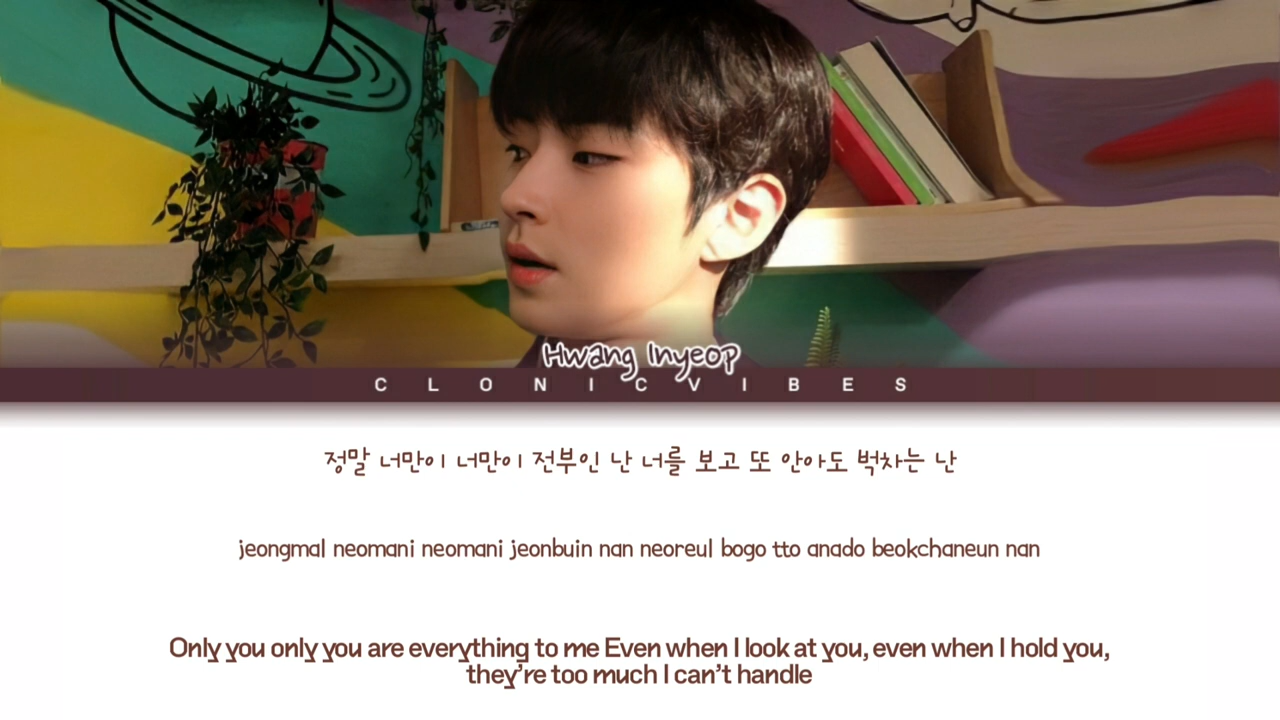 Hwang Inyeop
CLONICVIBES
정말 너만이 너만이 전부인 난 너를 보고 또 안아도 벅차는 난
jeongmal neomani neomani jeonbuin nan neoreul bogo tto anado beokchaneun nan
Only you only you are everything to me Even when I look at you, even when I hold you,
they're too much I can't handle